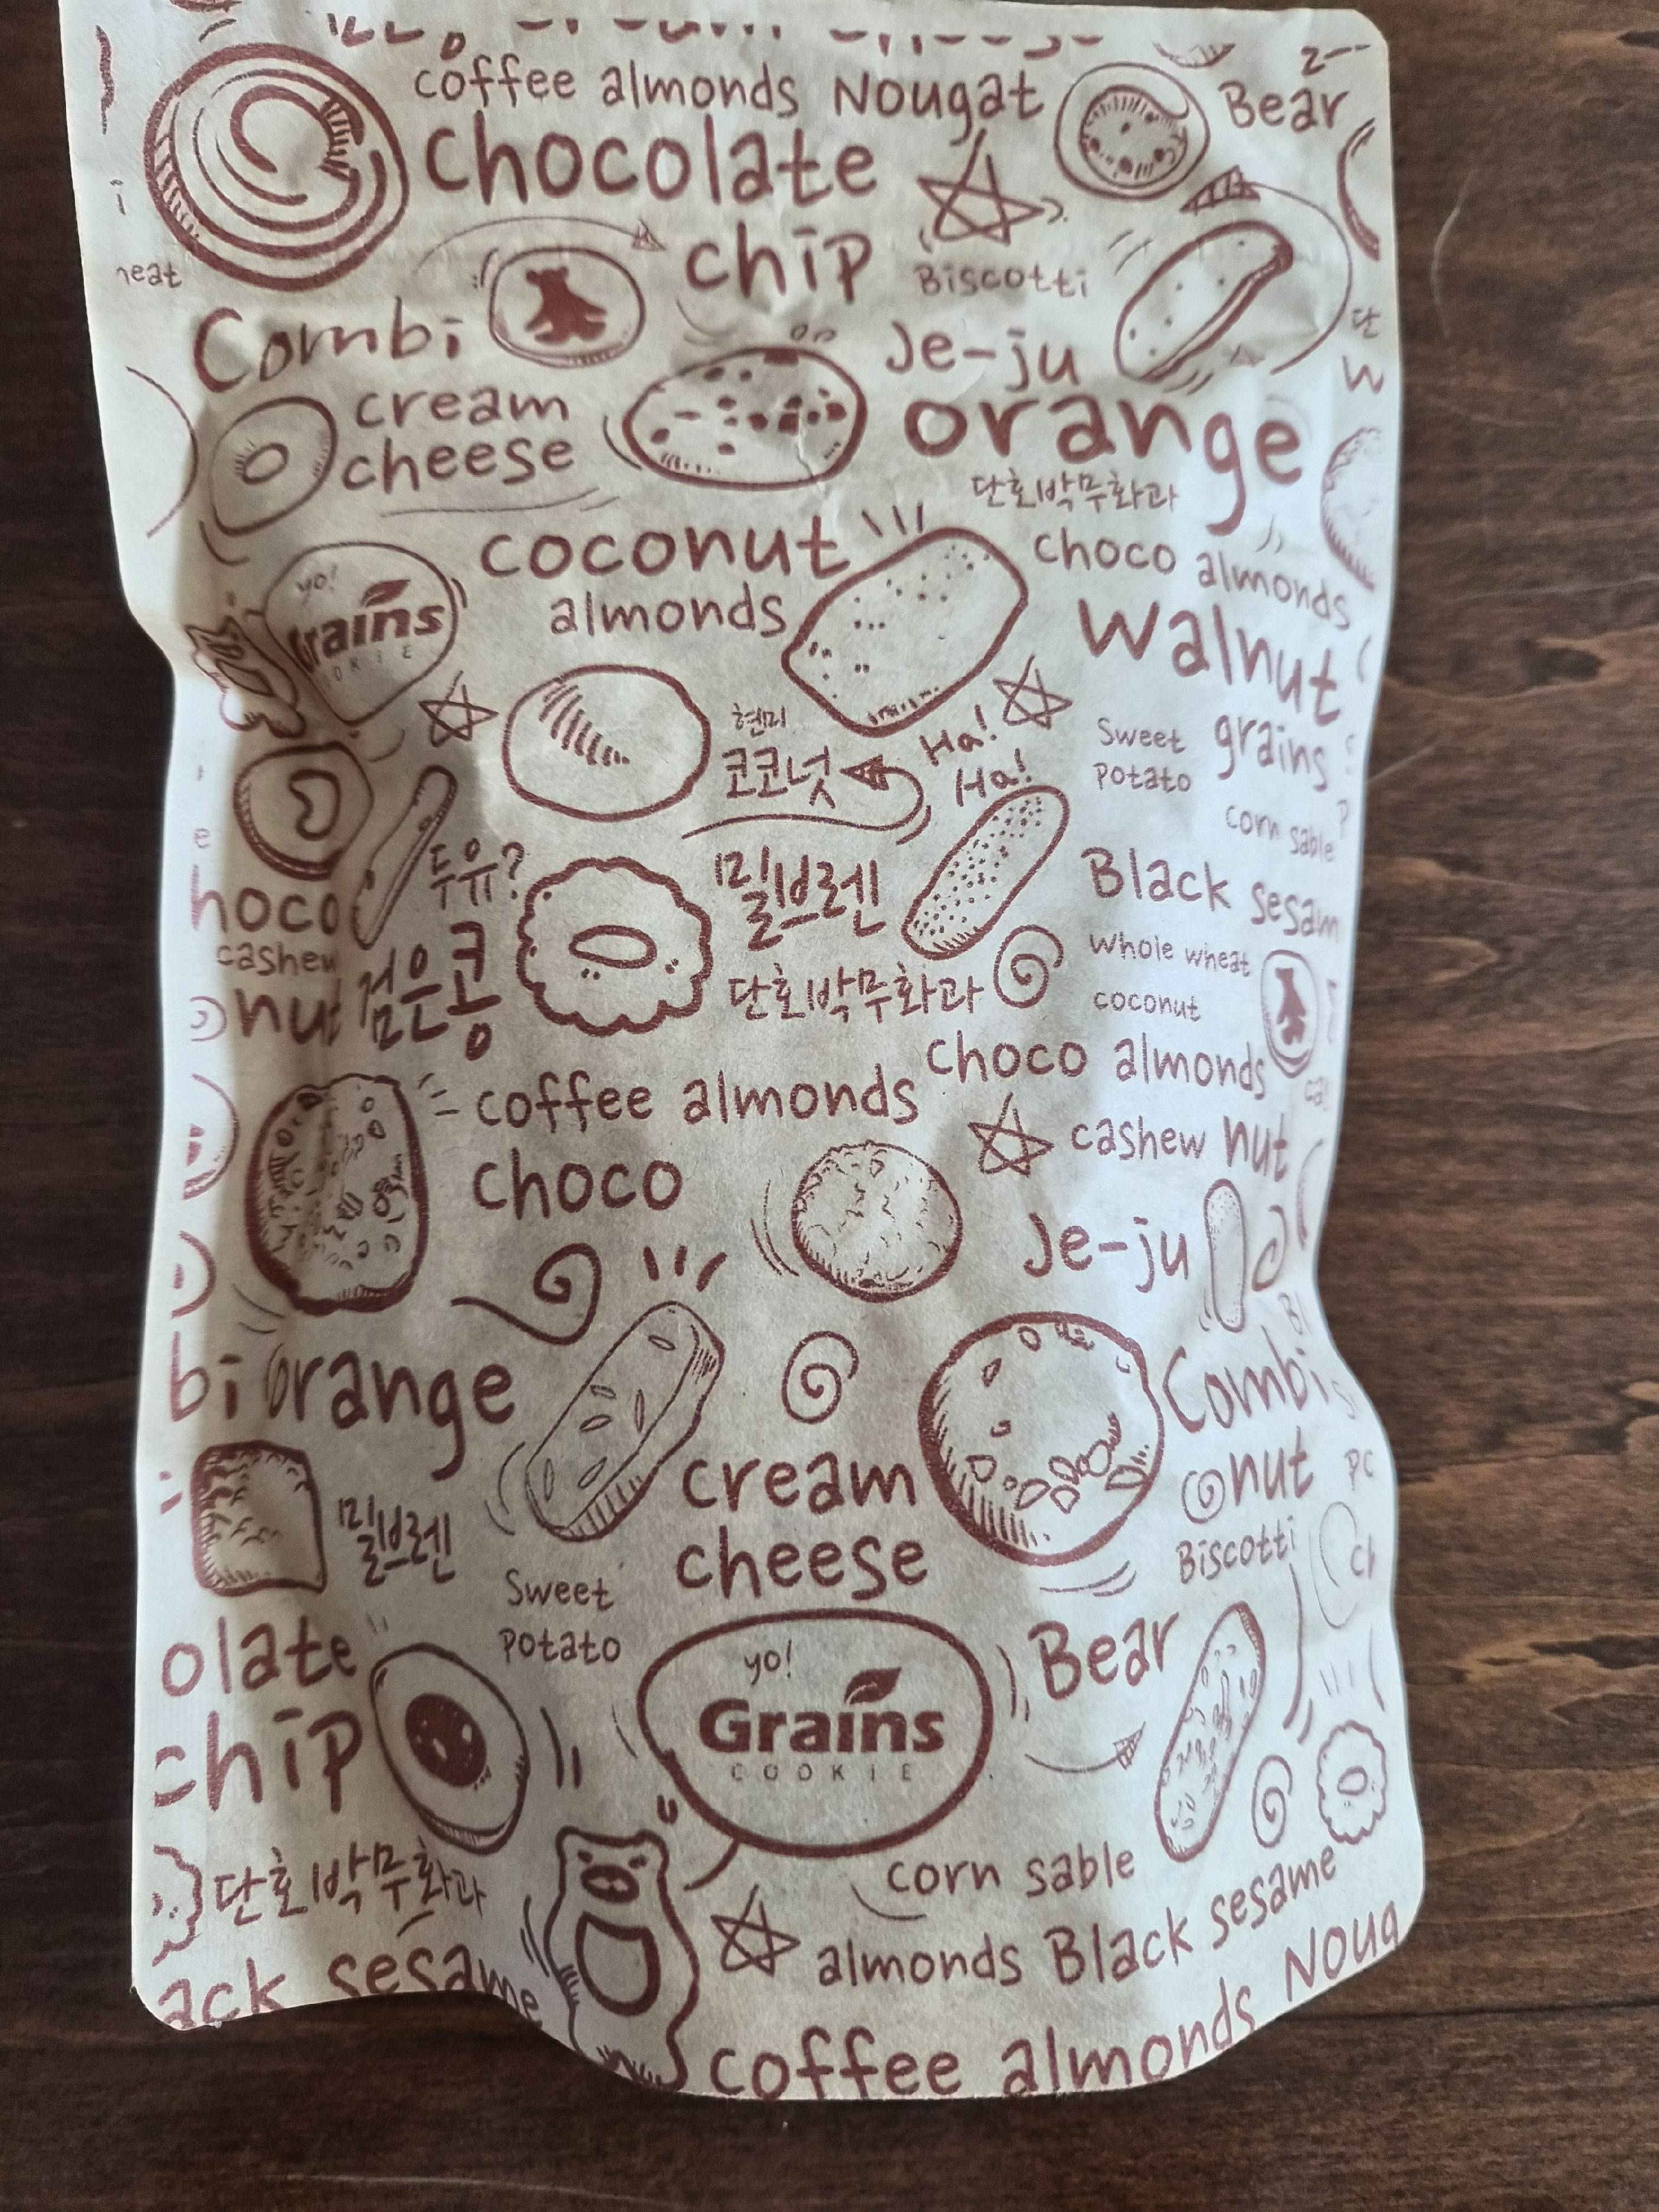 coffee almonds Nougat
Bear
chocolate
chip
Biscotti
Combi
Je-ju
cream
cheese
orange
단호박무화과
coconut
almonds
choco almonds
yo!
Grains
walnut
현미
코코넛
Ha!
Ha!
Sweet
Potato
grains
corn sable
두유?
밀브렌
Black sesam
hoco
cashew
nut
검은콩
단호박무화과
whole wheat
coconut
choco almonds
coffee almonds
choco
cashew nut
Je-ju
bi orange
Combi
cream
cheese
nut
밀브렌
Biscotti
Sweet
Potato
olate
chip
yo!
Grains
COOKIE
Bear
단호박무화과
corn sable
ack sesame
almonds Black sesame
coffee almonds Noug